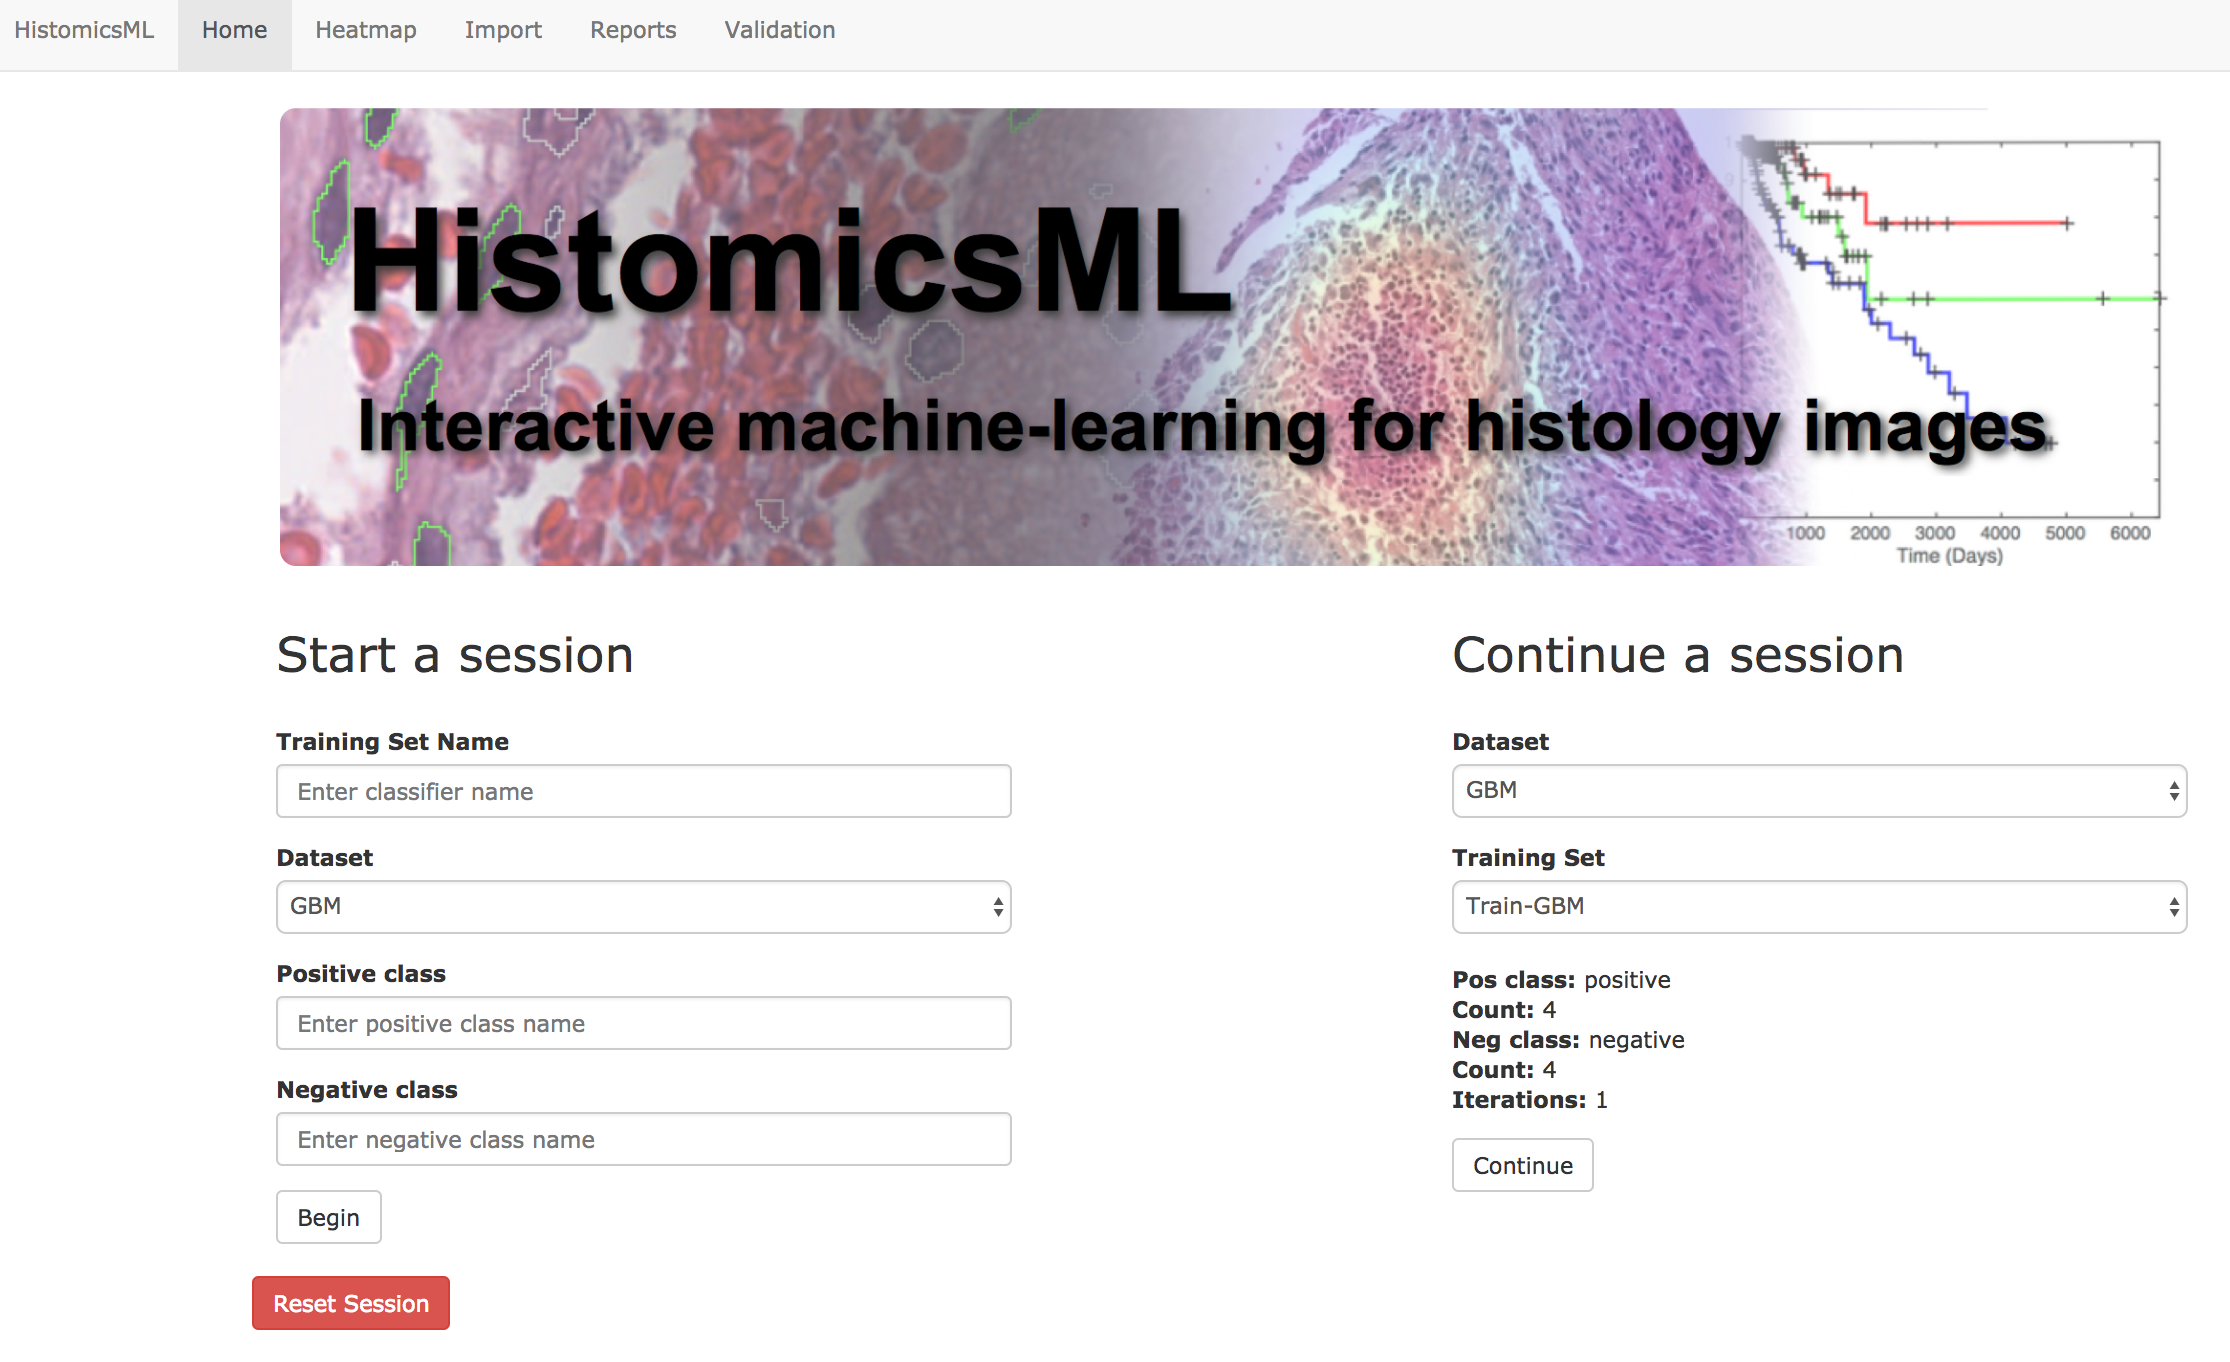 HistomicsML Home Heatmap Import Reports Validation
HistomicsML
Interactive machine-learning for histology images
1000 2000 3000 4000 5000 6000
Time (Days)
Start a session
Training Set Name
Enter classifier name
Dataset
GBM
Positive class
Enter positive class name
Negative class
Enter negative class name
Begin
Reset Session
Continue a session
Dataset
GBM
Training Set
Train-GBM
Pos class: positive
Count: 4
Neg class: negative
Count: 4
Iterations: 1
Continue